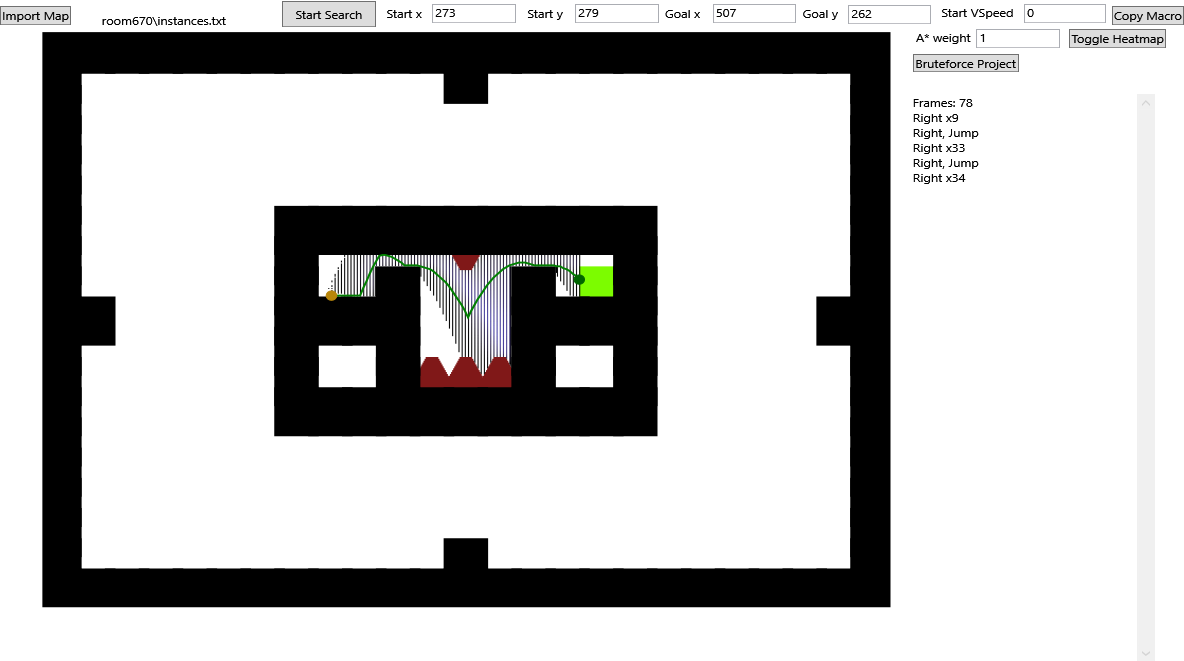 Import Map
room670\instances.txt
Start Search
Start x 273
Start y 279
Goal x 507
Goal y 262
Start VSpeed 0
Copy Macro
A* weight 1
Toggle Heatmap
Bruteforce Project
Frames: 78
Right x9
Right, Jump
Right x33
Right, Jump
Right x34